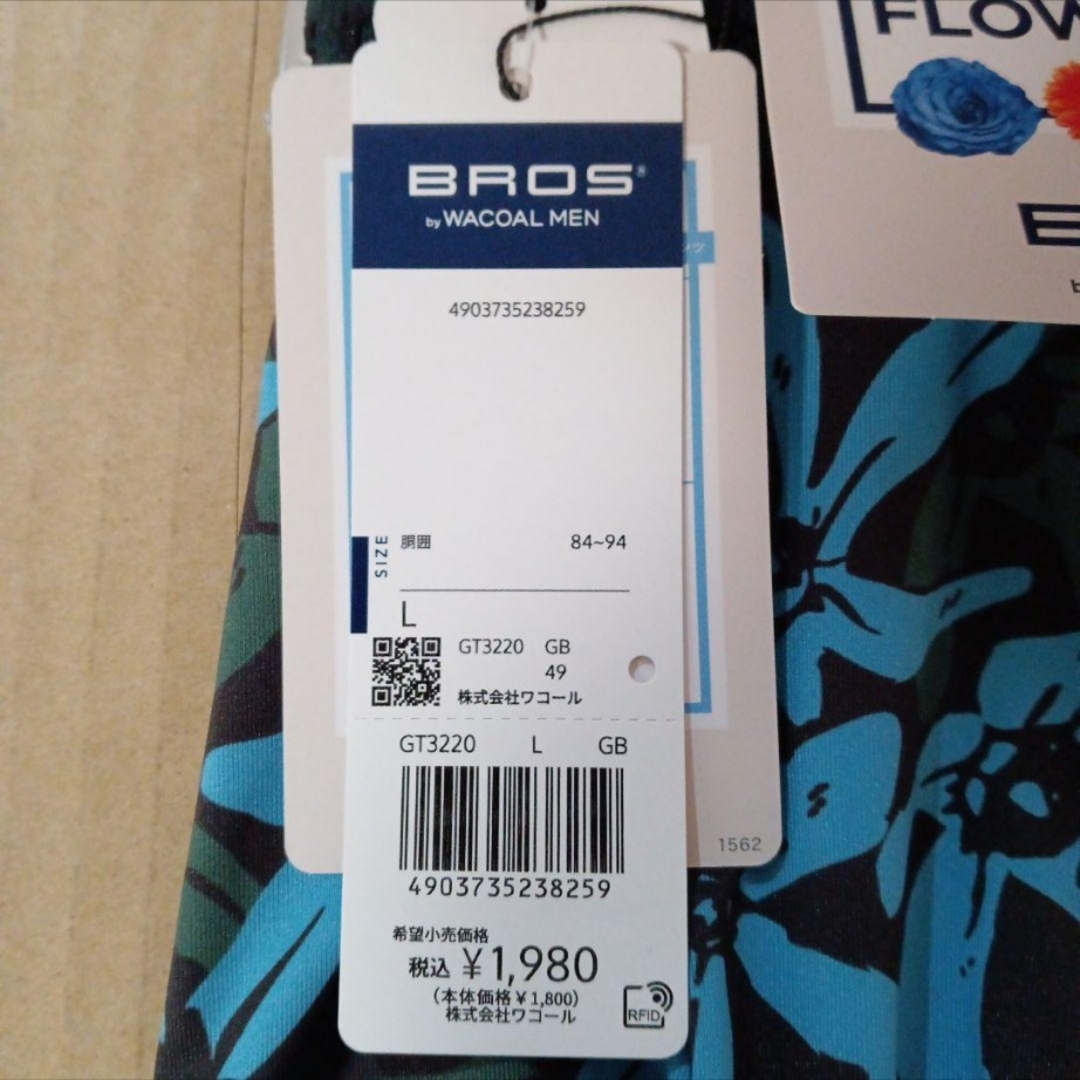 BROS®
by WACOAL MEN
4903735238259
SIZE
胴囲 84~94
L
GT3220 GB
49
株式会社ワコール
GT3220 L GB
4903735238259
希望小売価格
税込 ¥1,980
(本体価格¥1,800)
株式会社ワコール
RFID
1562
ンツ